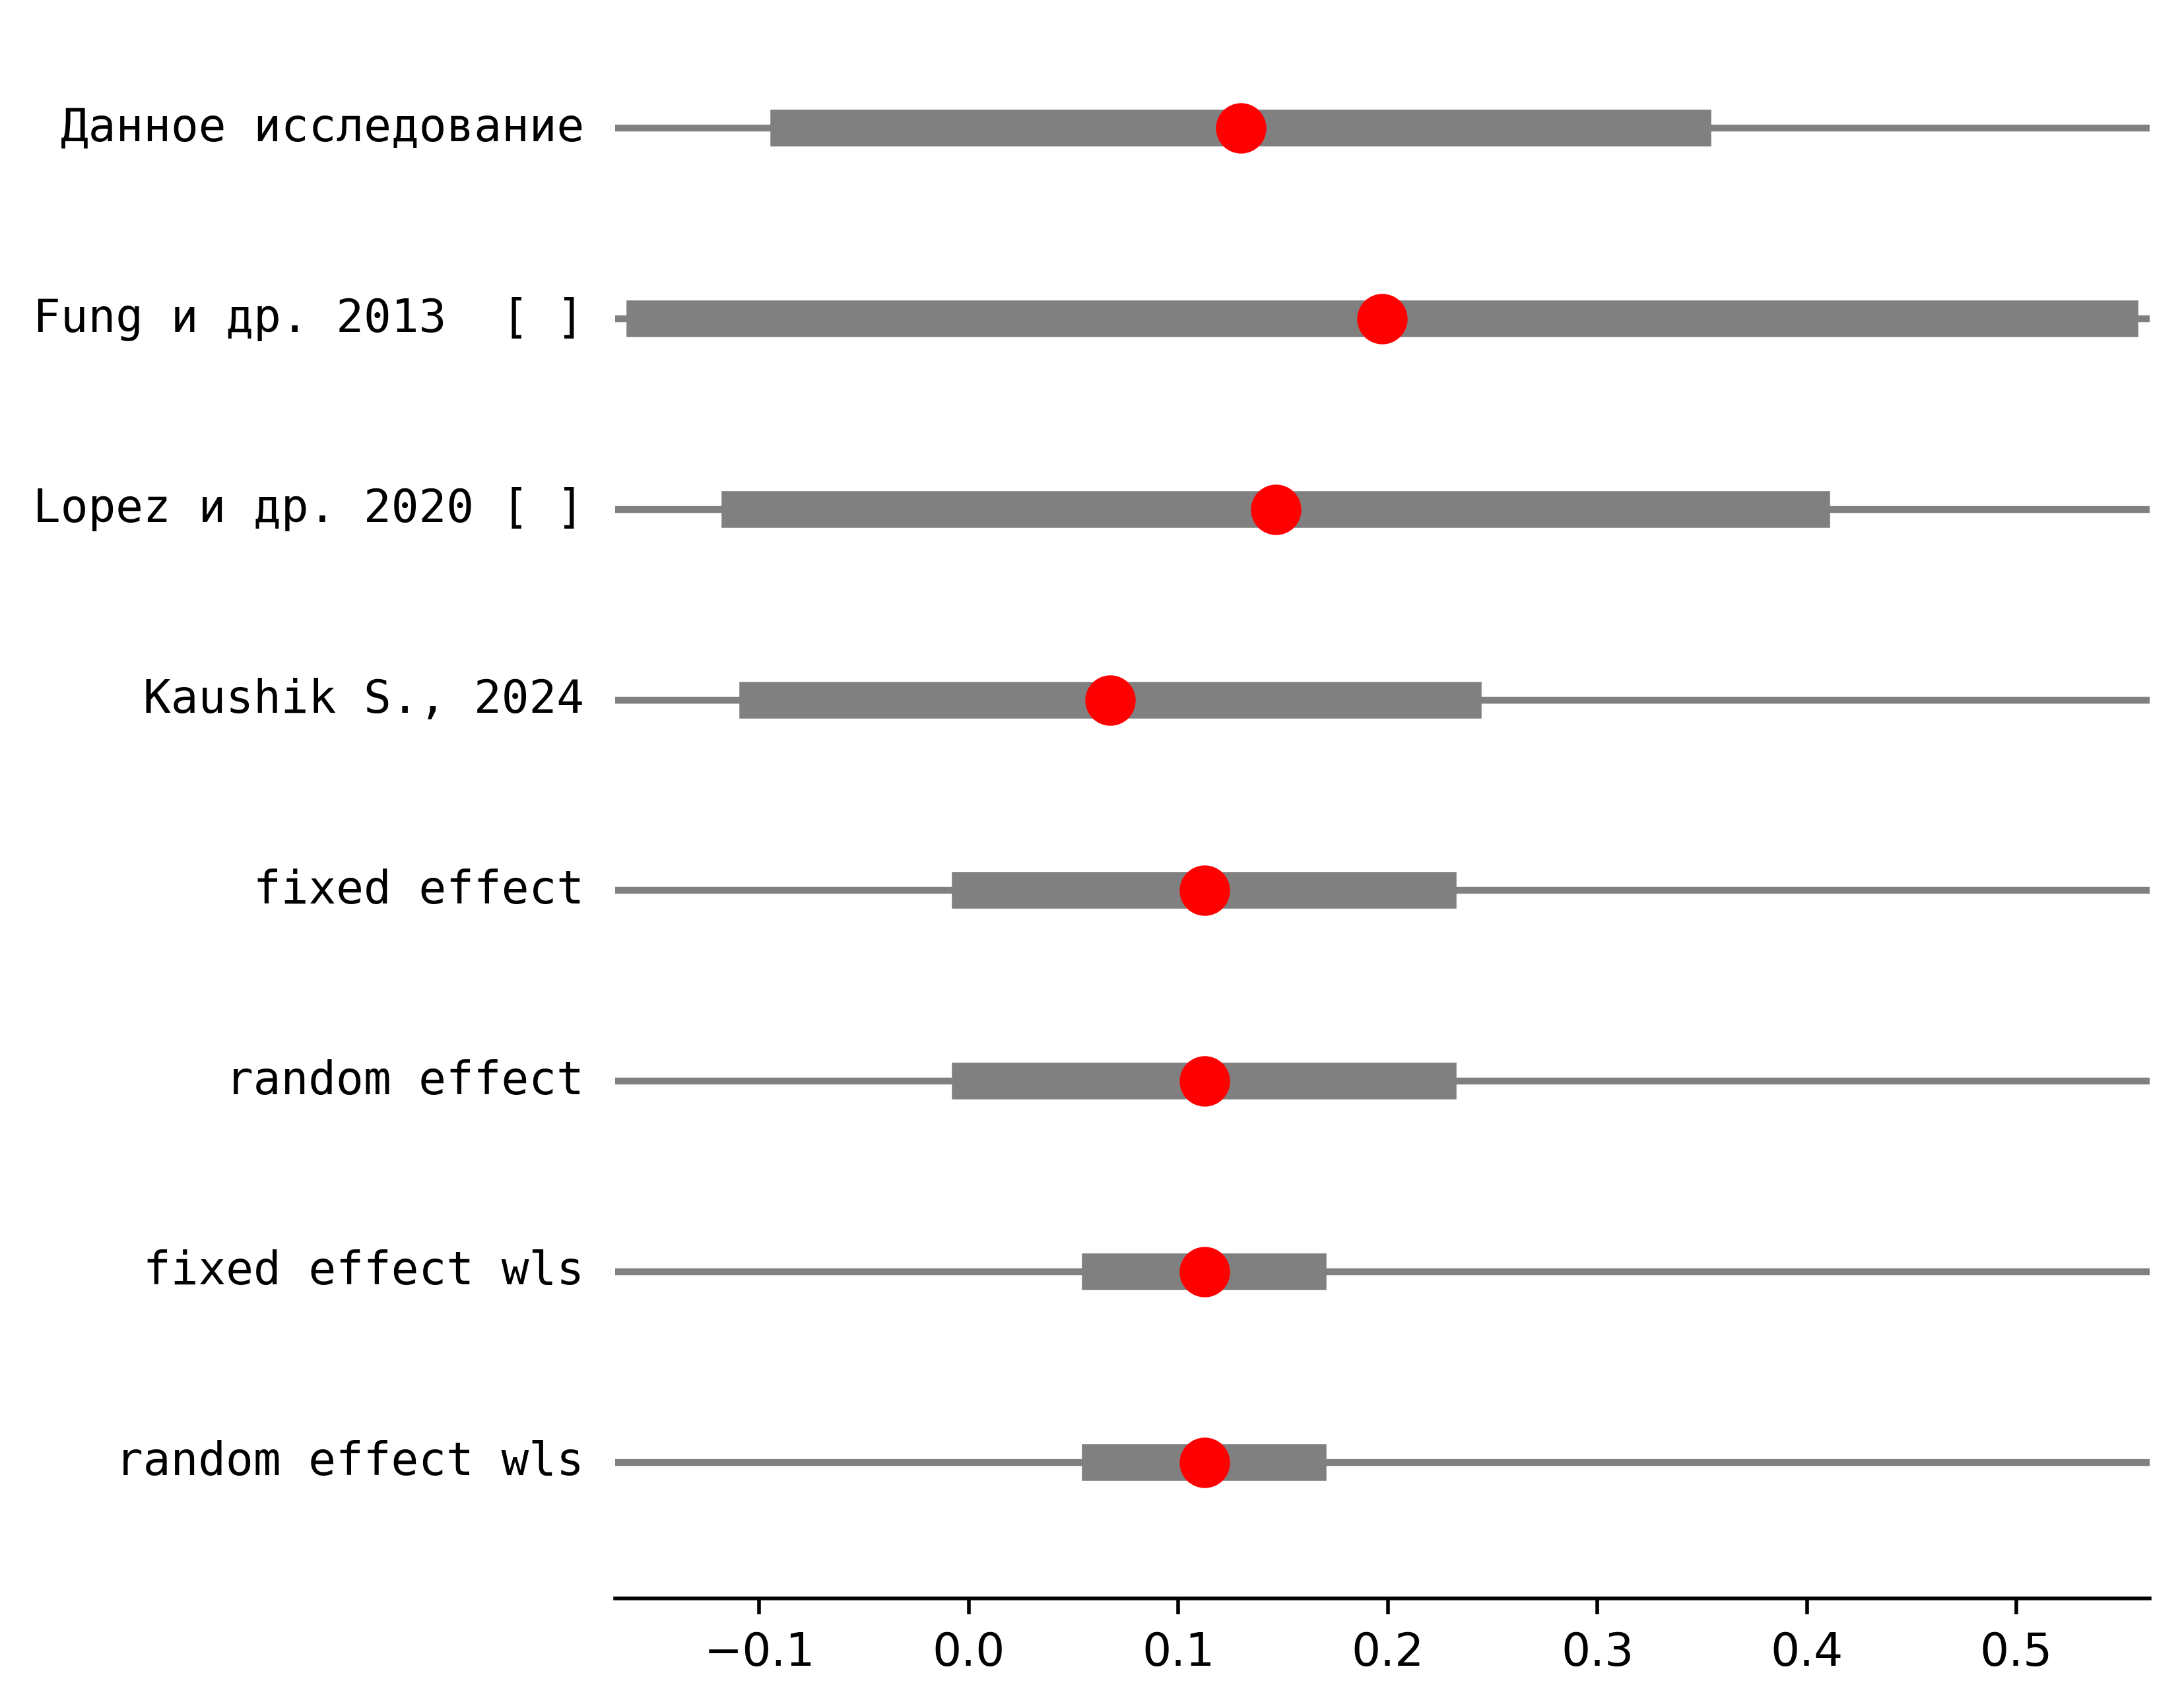 Данное исследование
Fung и др. 2013  [ ]
Lopez и др. 2020 [ ]
Kaushik S., 2024
fixed effect
random effect
fixed effect wls
random effect wls
−0.1 0.0 0.1 0.2 0.3 0.4 0.5